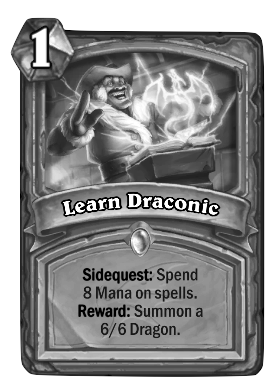 1
Learn Draconic
Sidequest: Spend
8 Mana on spells.
Reward: Summon a
6/6 Dragon.